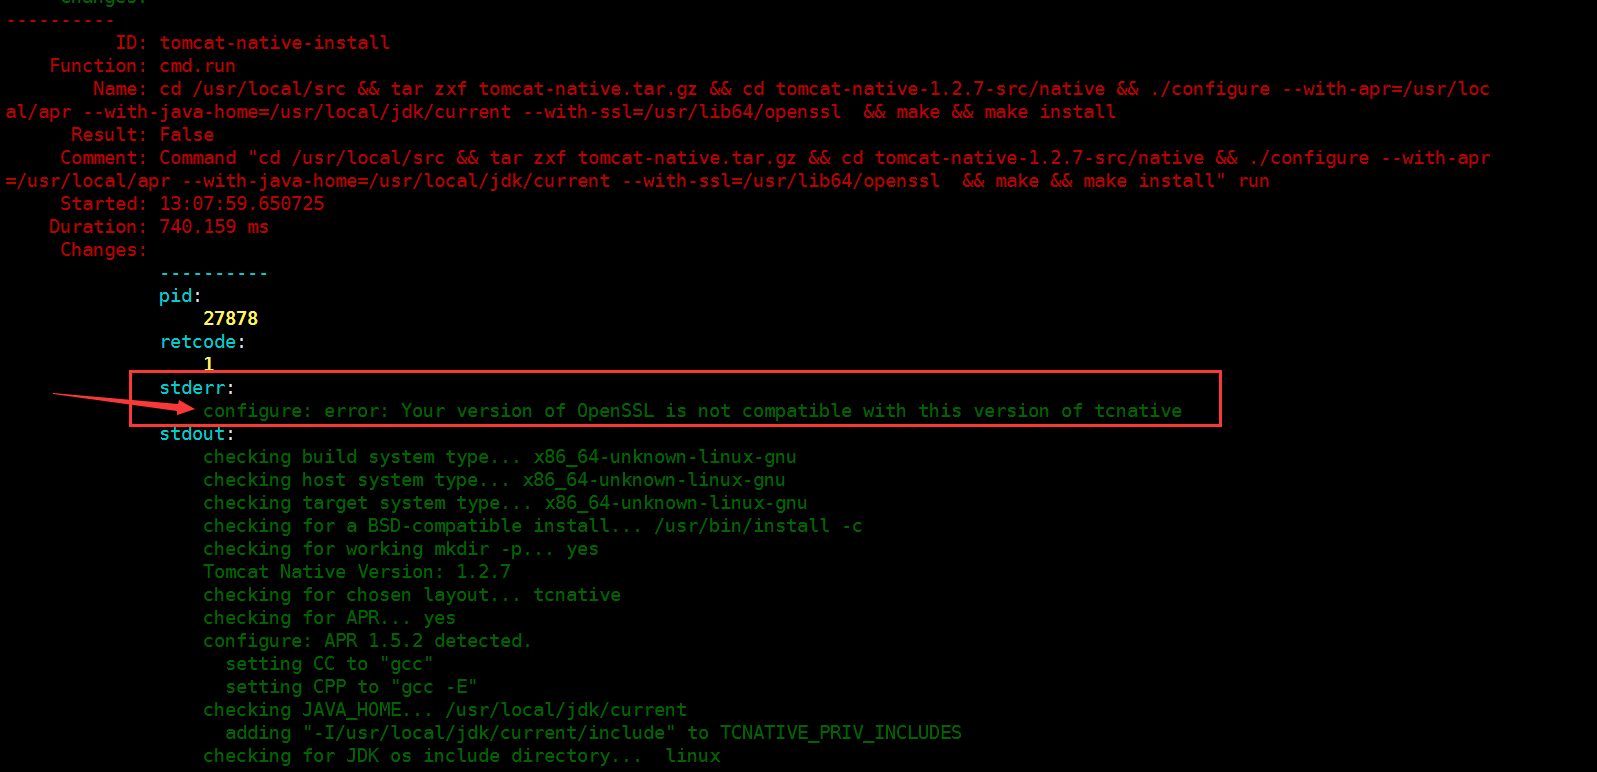 Changes:
----------
ID: tomcat-native-install
Function: cmd.run
Name: cd /usr/local/src && tar zxf tomcat-native.tar.gz && cd tomcat-native-1.2.7-src/native && ./configure --with-apr=/usr/loc
al/apr --with-java-home=/usr/local/jdk/current --with-ssl=/usr/lib64/openssl  && make && make install
Result: False
Comment: Command "cd /usr/local/src && tar zxf tomcat-native.tar.gz && cd tomcat-native-1.2.7-src/native && ./configure --with-apr
=/usr/local/apr --with-java-home=/usr/local/jdk/current --with-ssl=/usr/lib64/openssl  && make && make install" run
Started: 13:07:59.650725
Duration: 740.159 ms
Changes:
----------
pid:
27878
retcode:
1
stderr:
configure: error: Your version of OpenSSL is not compatible with this version of tcnative
stdout:
checking build system type... x86_64-unknown-linux-gnu
checking host system type... x86_64-unknown-linux-gnu
checking target system type... x86_64-unknown-linux-gnu
checking for a BSD-compatible install... /usr/bin/install -c
checking for working mkdir -p... yes
Tomcat Native Version: 1.2.7
checking for chosen layout... tcnative
checking for APR... yes
configure: APR 1.5.2 detected.
setting CC to "gcc"
setting CPP to "gcc -E"
checking JAVA_HOME... /usr/local/jdk/current
adding "-I/usr/local/jdk/current/include" to TCNATIVE_PRIV_INCLUDES
checking for JDK os include directory...  linux